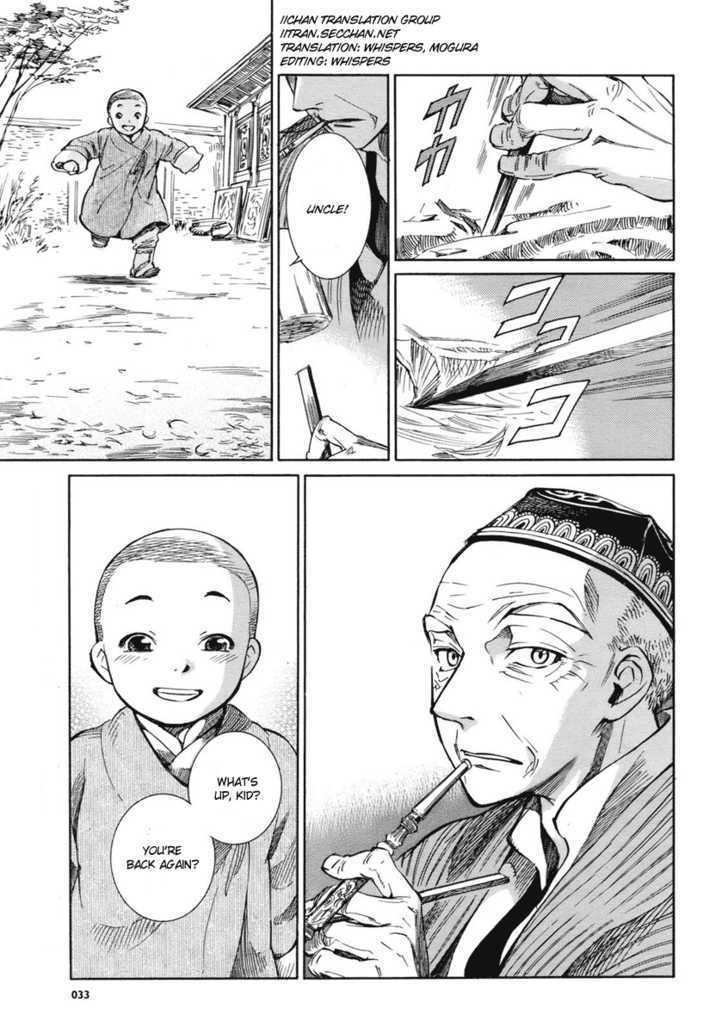 IICHAN TRANSLATION GROUP
IITRAN.SECCHAN.NET
TRANSLATION: WHISPERS, MOGURA
EDITING: WHISPERS
カカ
コココ
UNCLE!
WHAT'S
UP, KID?
YOU'RE
BACK AGAIN?
033